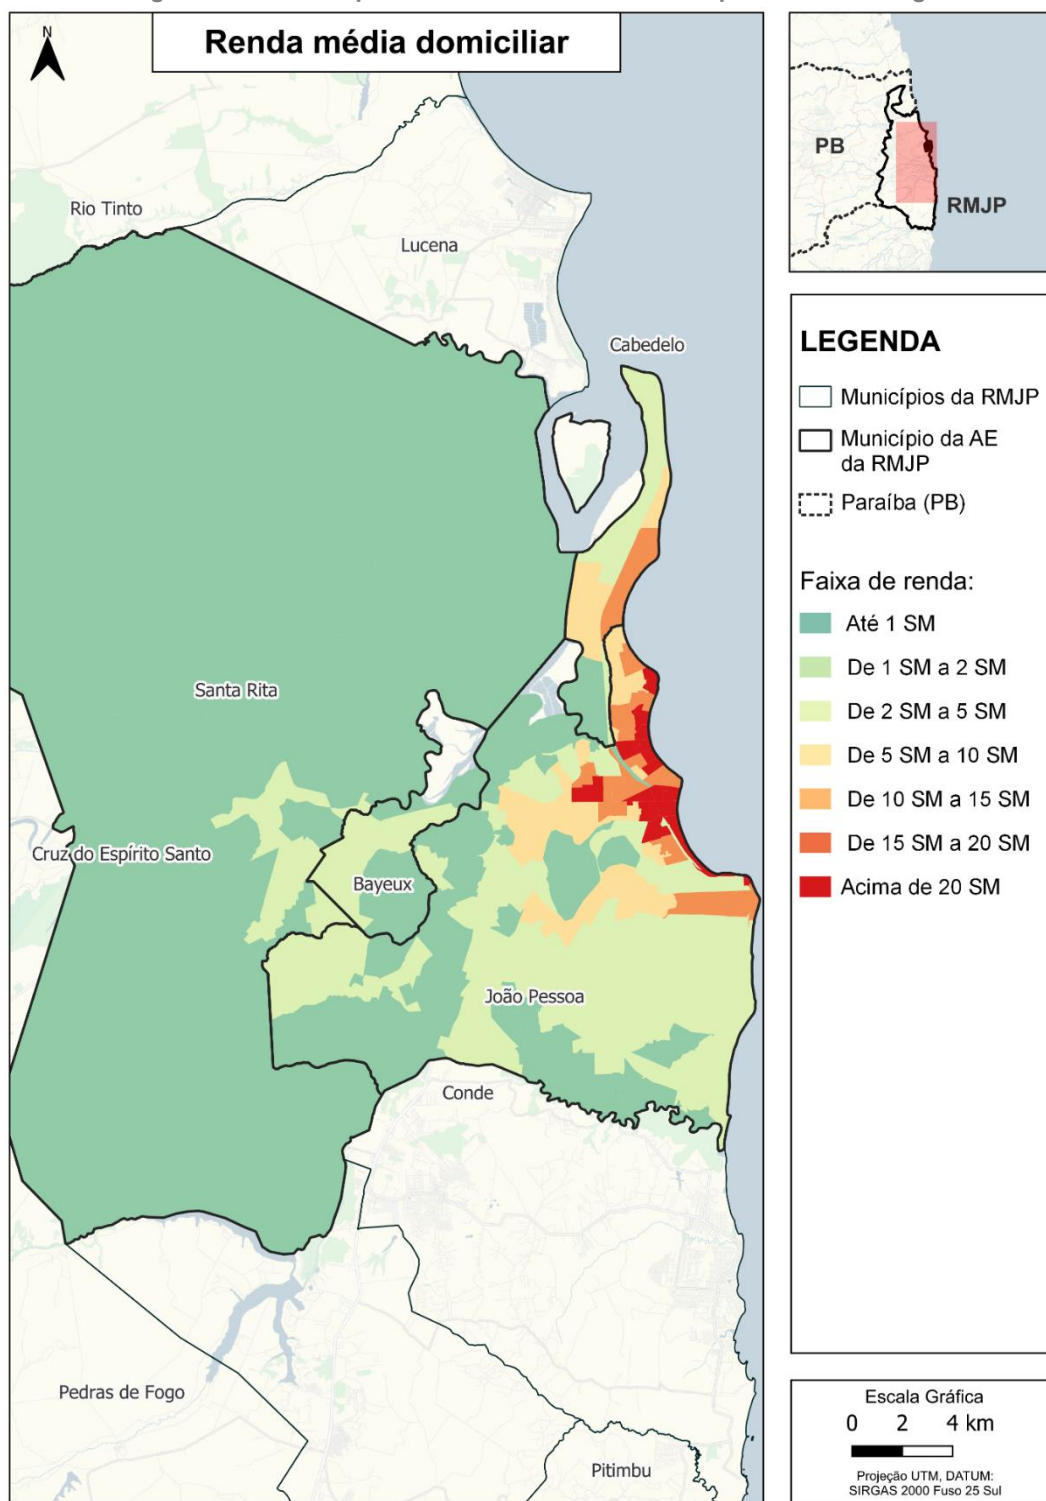 Renda média domiciliar
N
Rio Tinto
Lucena
Cabedelo
Santa Rita
Cruz do Espírito Santo
Bayeux
João Pessoa
Conde
Pedras de Fogo
Pitimbu
PB
RMJP
LEGENDA
Municípios da RMJP
Município da AE
da RMJP
Paraíba (PB)
Faixa de renda:
Até 1 SM
De 1 SM a 2 SM
De 2 SM a 5 SM
De 5 SM a 10 SM
De 10 SM a 15 SM
De 15 SM a 20 SM
Acima de 20 SM
Escala Gráfica
0 2 4 km
Projeção UTM, DATUM:
SIRGAS 2000 Fuso 25 Sul